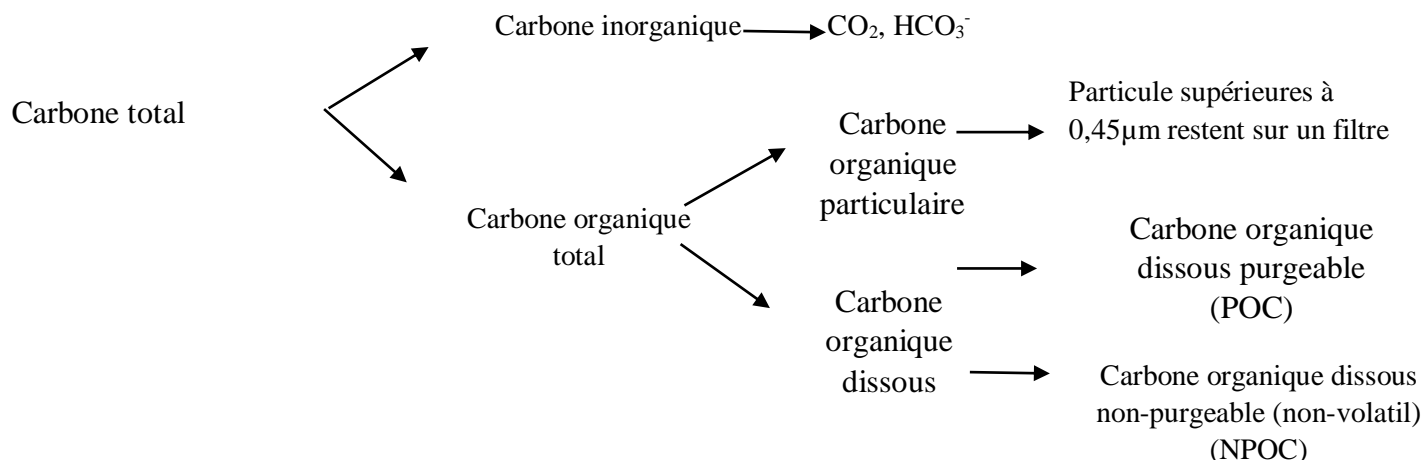 Carbone total
Carbone inorganique
CO₂, HCO₃⁻
Carbone organique
total
Carbone
organique
particulaire
Particule supérieures à
0,45µm restent sur un filtre
Carbone
organique
dissous
Carbone organique
dissous purgeable
(POC)
Carbone organique dissous
non-purgeable (non-volatil)
(NPOC)